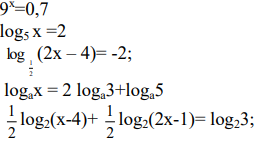 9ˣ=0,7
log₅ x =2
log_{1/2} (2x – 4)= -2;
logₐx = 2 logₐ3+logₐ5
1/2 log₂(x-4)+ 1/2 log₂(2x-1)= log₂3;